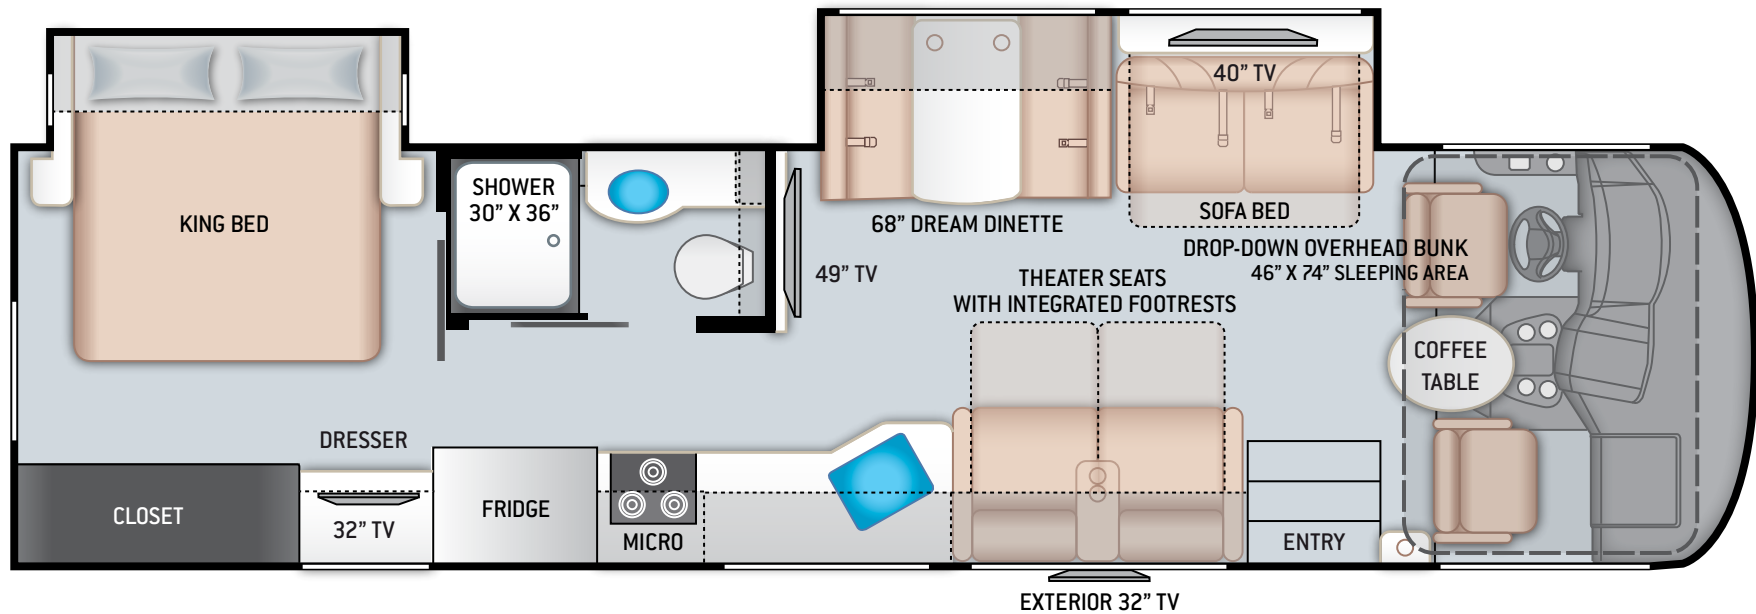 40” TV
SHOWER
30” X 36”
KING BED
68” DREAM DINETTE
SOFA BED
DROP-DOWN OVERHEAD BUNK
46” X 74” SLEEPING AREA
49” TV
THEATER SEATS
WITH INTEGRATED FOOTRESTS
COFFEE
TABLE
DRESSER
CLOSET
32” TV
FRIDGE
MICRO
ENTRY
EXTERIOR 32” TV